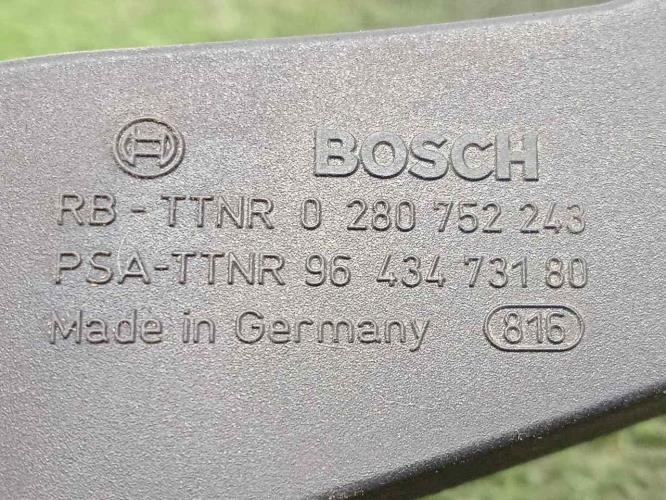 BOSCH
RB-TTNR 0 280 752 243
PSA-TTNR 96 434 731 80
Made in Germany 816